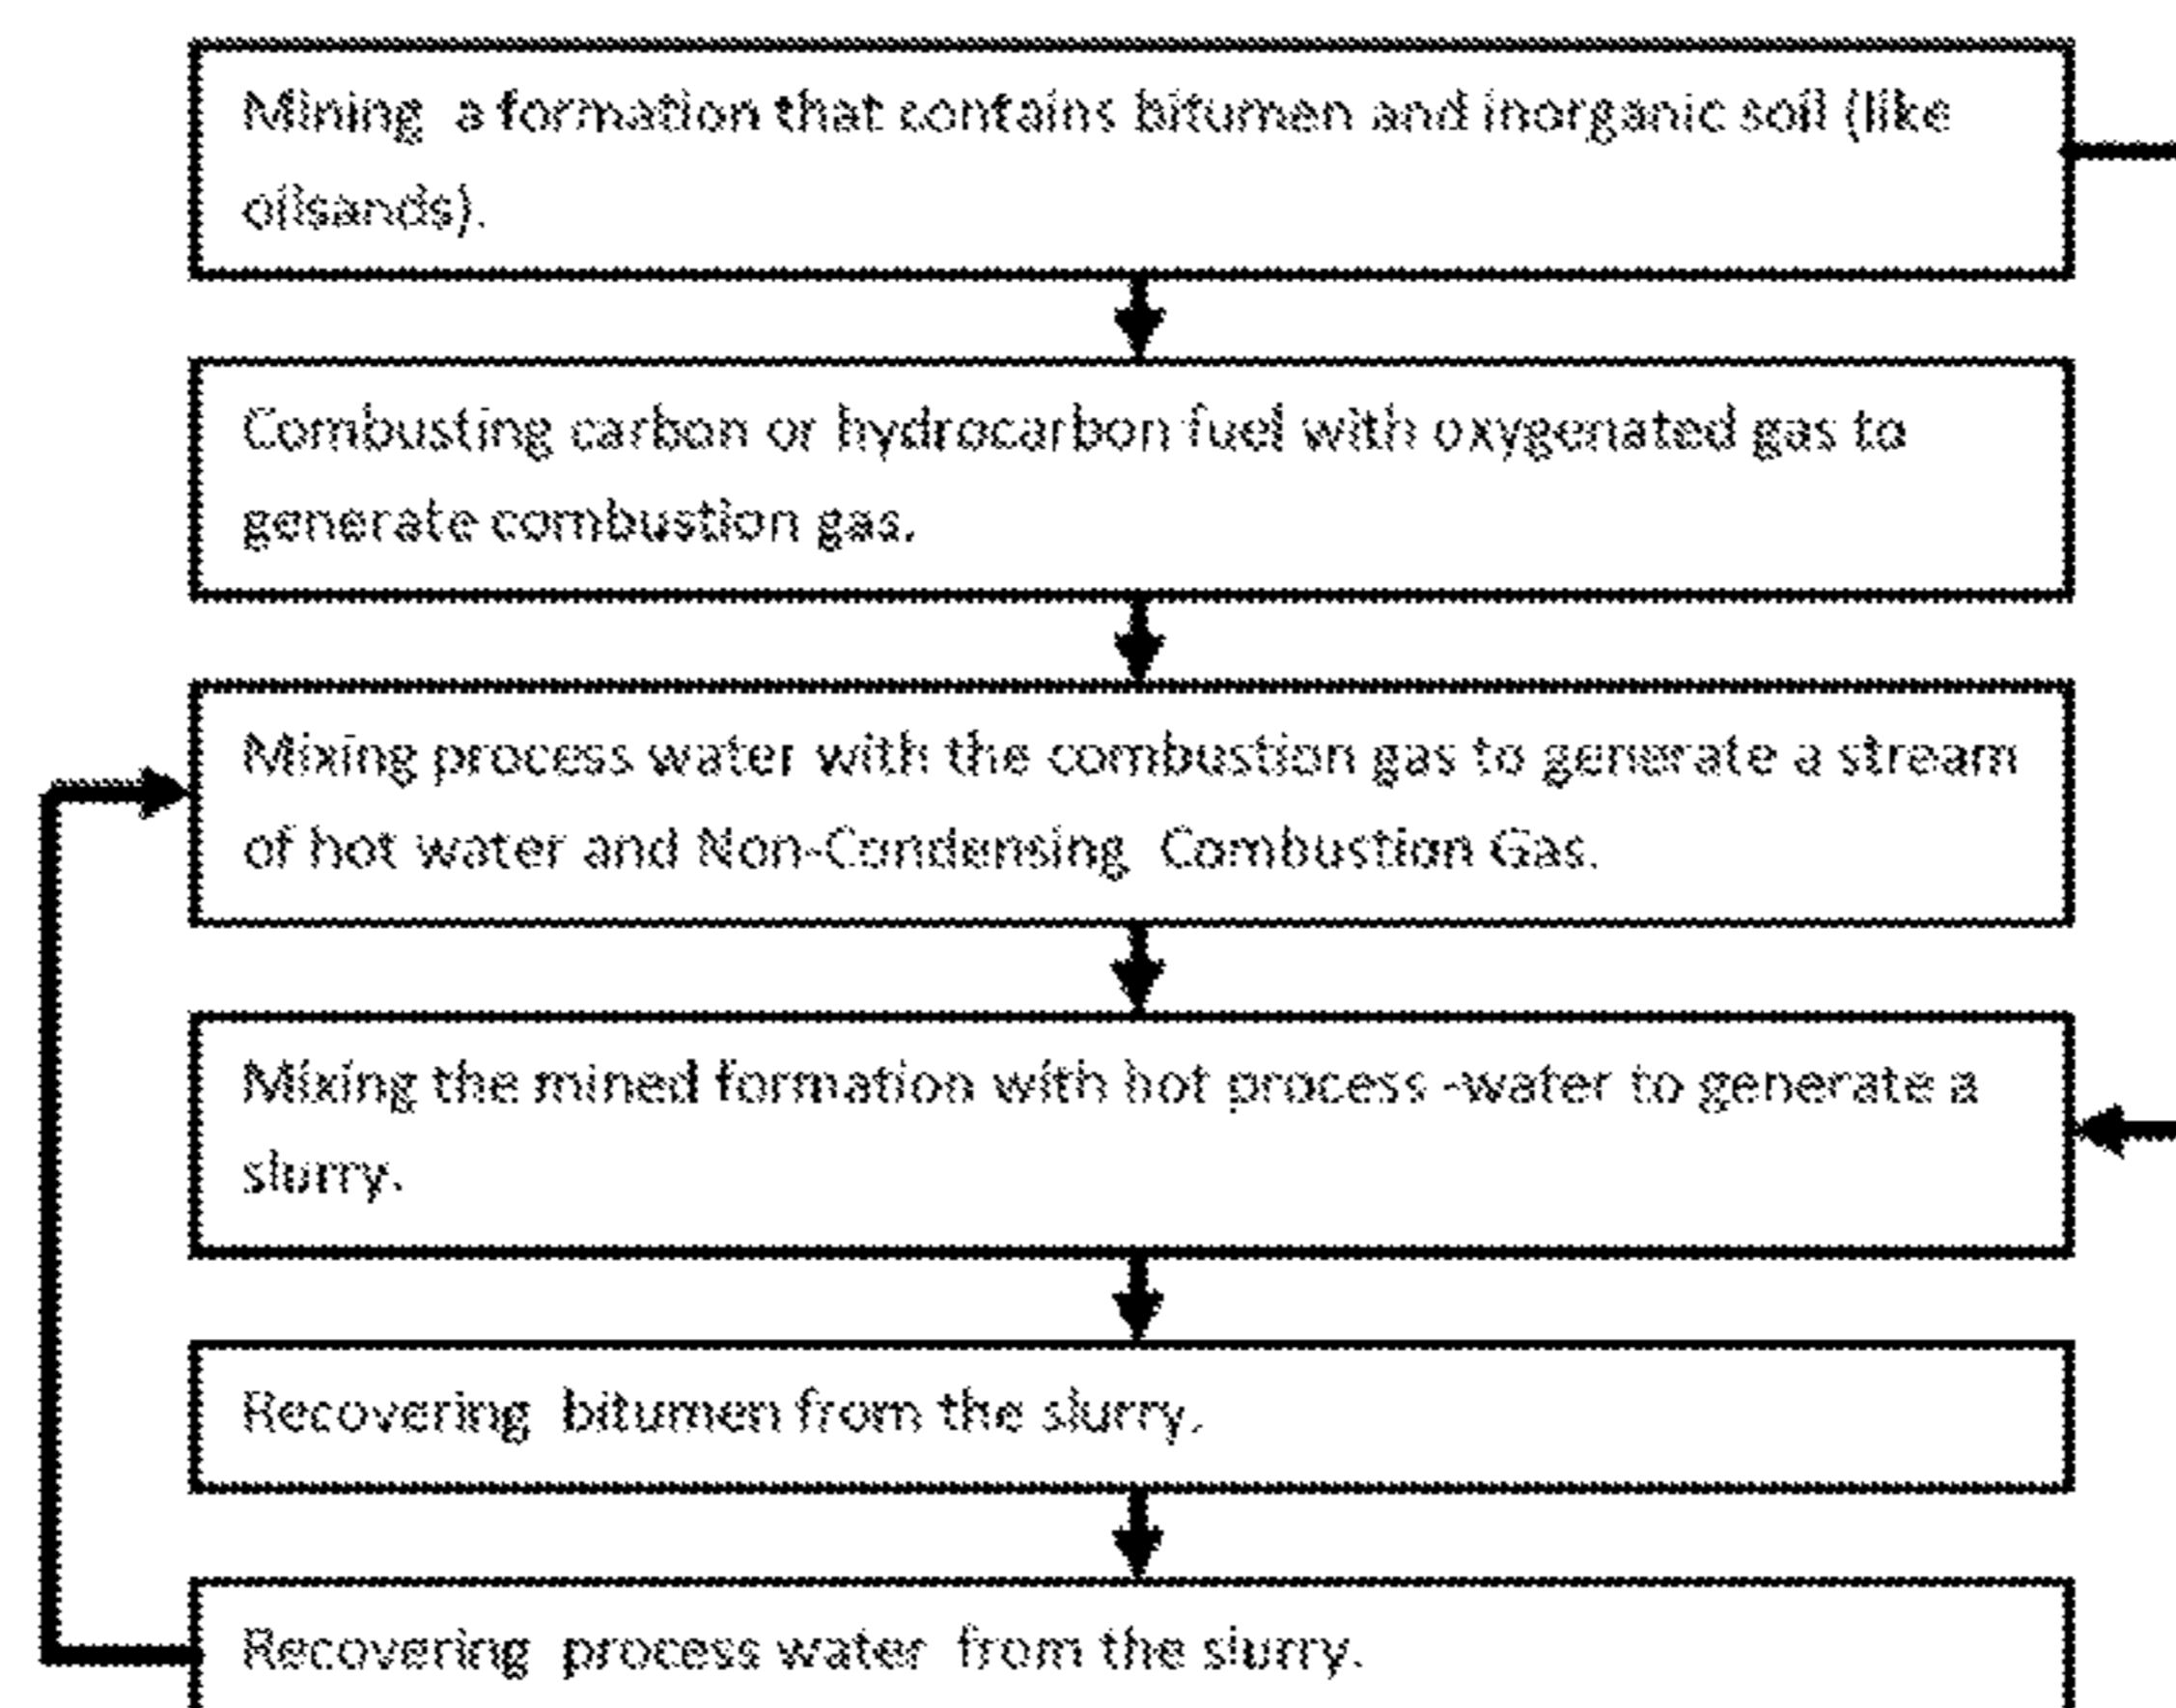 Mining a formation that contains bitumen and inorganic soil (like
oilsands).
Combusting carbon or hydrocarbon fuel with oxygenated gas to
generate combustion gas.
Mixing process water with the combustion gas to generate a stream
of hot water and Non-Condensing Combustion Gas.
Mixing the mined formation with hot process -water to generate a
slurry.
Recovering bitumen from the slurry.
Recovering process water from the slurry.